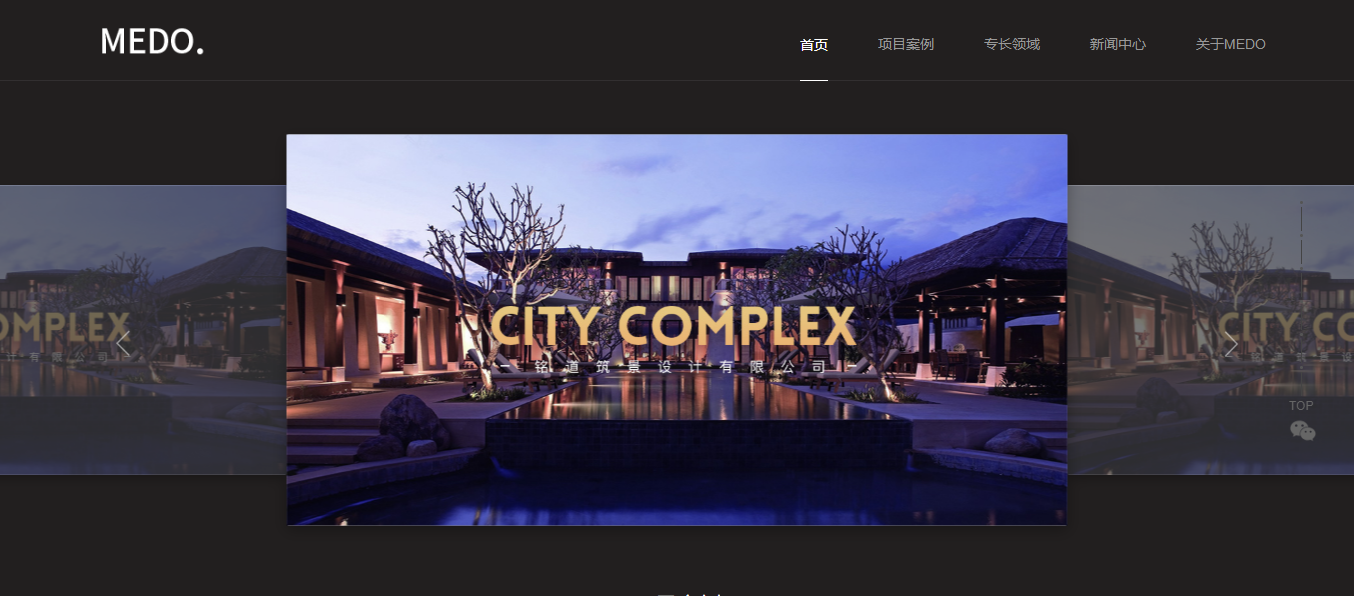 MEDO.
首页 项目案例 专长领域 新闻中心 关于MEDO
CITY COMPLEX
铭道筑景设计有限公司
OMPLEX
计有限公司
CITY CO
铭道筑景设
TOP